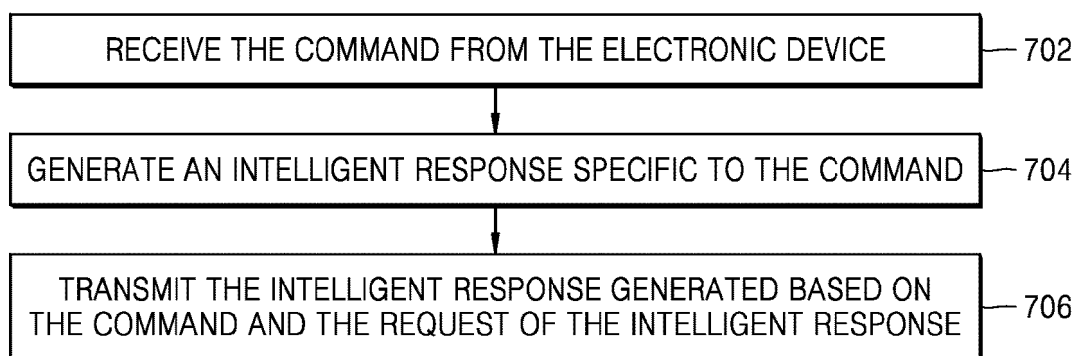 RECEIVE THE COMMAND FROM THE ELECTRONIC DEVICE
702
GENERATE AN INTELLIGENT RESPONSE SPECIFIC TO THE COMMAND
704
TRANSMIT THE INTELLIGENT RESPONSE GENERATED BASED ON
THE COMMAND AND THE REQUEST OF THE INTELLIGENT RESPONSE
706